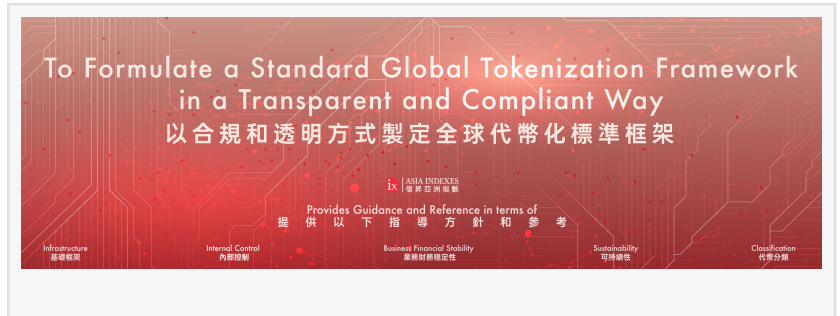 To Formulate a Standard Global Tokenization Framework
in a Transparent and Compliant Way
以合規和透明方式製定全球代幣化標準框架
ix ASIA INDEXES
信昇亞洲指數
Provides Guidance and Reference in terms of
提供以下指導方針和參考
Infrastructure
基礎框架
Internal Control
內部控制
Business Financial Stability
業務財務穩定性
Sustainability
可持續性
Classification
代幣分類